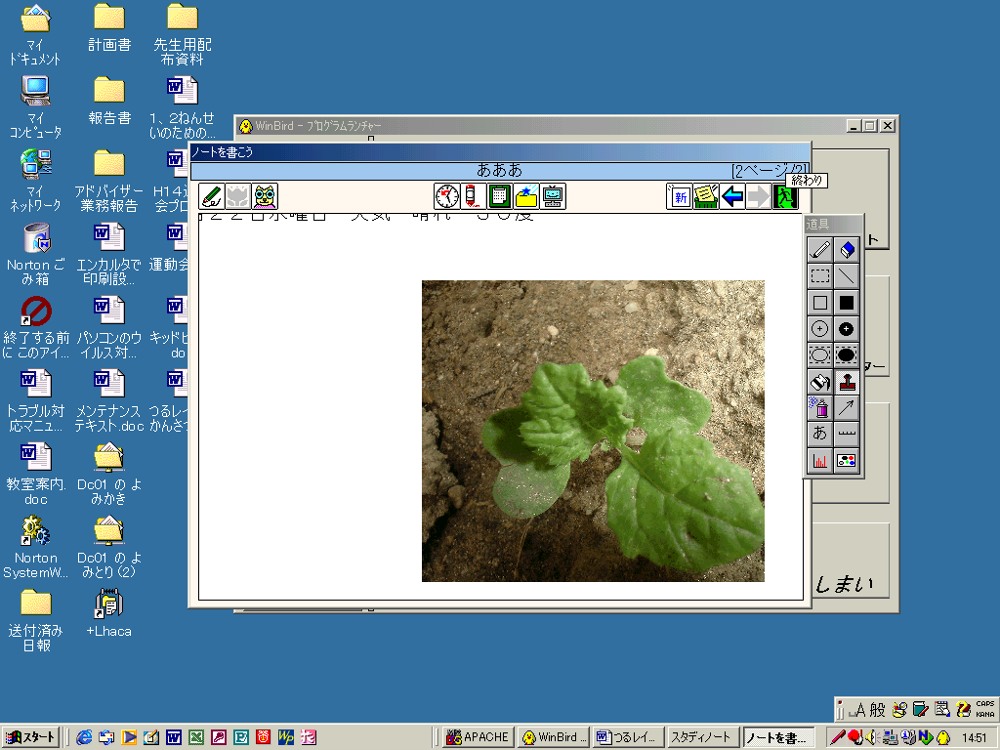 マイ
ドキュメント
計画書
先生用配
布資料
マイ
コンピュータ
報告書
1、2ねんせ
いのための...
マイ
ネットワーク
アドバイザー
業務報告
Norton ご
み箱
エンカルタで
印刷設...
運動会
終了する前
に このアイ...
パソコンのウ
イルス対...
キッドピ
do
トラブル対
応マニュ...
メンテナンス
テキスト.doc
つるレイ
かんさつ
教室案内.
doc
Dc01 の よ
みかき
Norton
SystemW...
Dc01 の よ
みとり(2)
送付済み
日報
+Lhaca
WinBird - プログラムランチャー
ノートを書こう
あああ
[2ページ/2]
終わり
新
22日水曜日 天気 晴れ 30度
道具
あ
ト
ター
しまい
A 般
CAPS
KANA
スタート
APACHE
WinBird ...
つるレイ...
スタディノート
ノートを書...
14:51